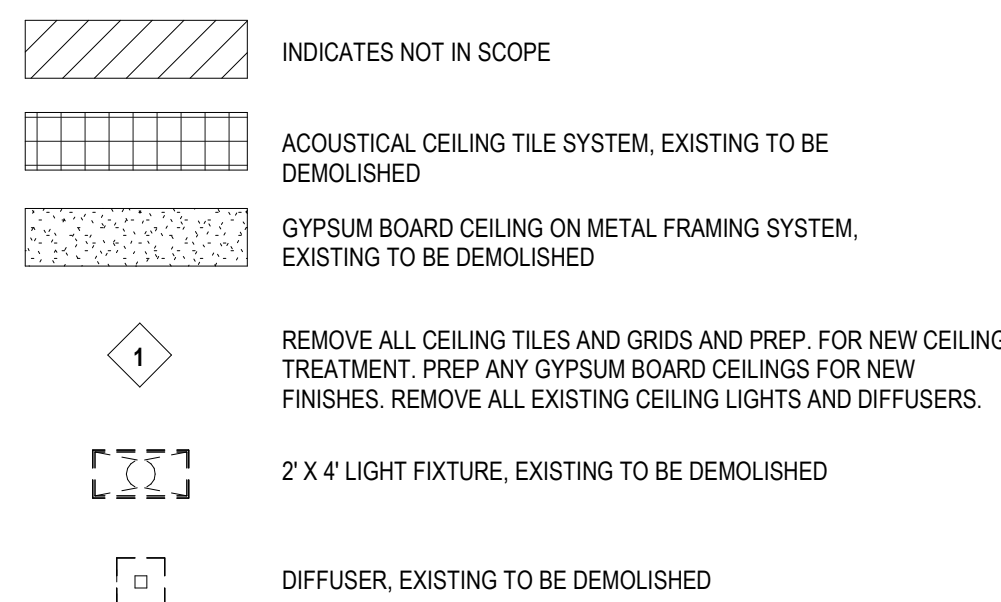 INDICATES NOT IN SCOPE
ACOUSTICAL CEILING TILE SYSTEM, EXISTING TO BE
DEMOLISHED
GYPSUM BOARD CEILING ON METAL FRAMING SYSTEM,
EXISTING TO BE DEMOLISHED
1
REMOVE ALL CEILING TILES AND GRIDS AND PREP. FOR NEW CEILING
TREATMENT. PREP ANY GYPSUM BOARD CEILINGS FOR NEW
FINISHES. REMOVE ALL EXISTING CEILING LIGHTS AND DIFFUSERS.
2' X 4' LIGHT FIXTURE, EXISTING TO BE DEMOLISHED
DIFFUSER, EXISTING TO BE DEMOLISHED